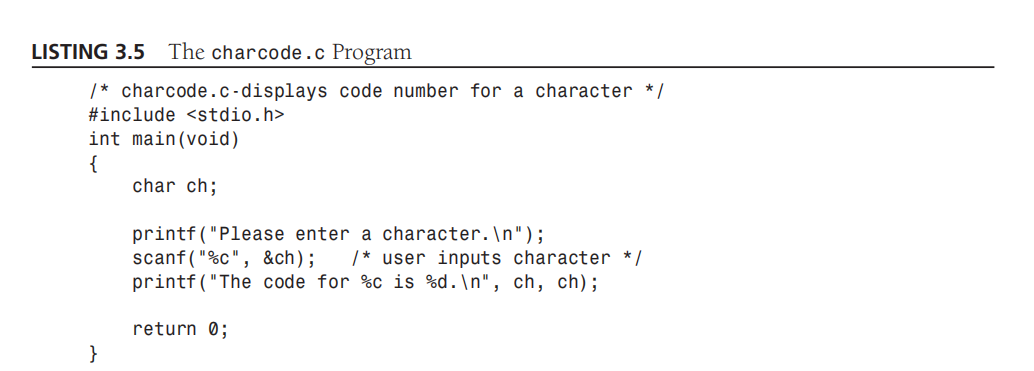 LISTING 3.5 The charcode.c Program
/* charcode.c-displays code number for a character */
#include <stdio.h>
int main(void)
{
    char ch;

    printf("Please enter a character.\n");
    scanf("%c", &ch);   /* user inputs character */
    printf("The code for %c is %d.\n", ch, ch);

    return 0;
}